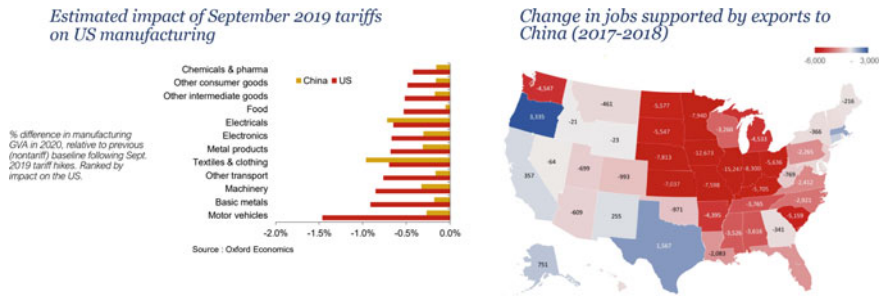 Estimated impact of September 2019 tariffs
on US manufacturing
% difference in manufacturing
GVA in 2020, relative to previous
(nontariff) baseline following Sept.
2019 tariff hikes. Ranked by
impact on the US.
Chemicals & pharma
Other consumer goods
Other intermediate goods
Food
Electricals
Electronics
Metal products
Textiles & clothing
Other transport
Machinery
Basic metals
Motor vehicles
China US
-2.0% -1.5% -1.0% -0.5% 0.0%
Source : Oxford Economics
Change in jobs supported by exports to
China (2017-2018)
-6,000 3,000
-4,547
3,335
-21
-461
-5,577
-7,940
-3,266
-4,533
-216
-366
-23
-5,547
-2,265
357
-64
-699
-993
-7,813
-12,673
-15,247
-8,300
-5,636
-769
-2,412
-7,037
-7,598
-5,705
-2,921
-609
255
-971
-4,395
-3,765
-5,159
1,567
-2,083
-3,526
-3,616
-341
751